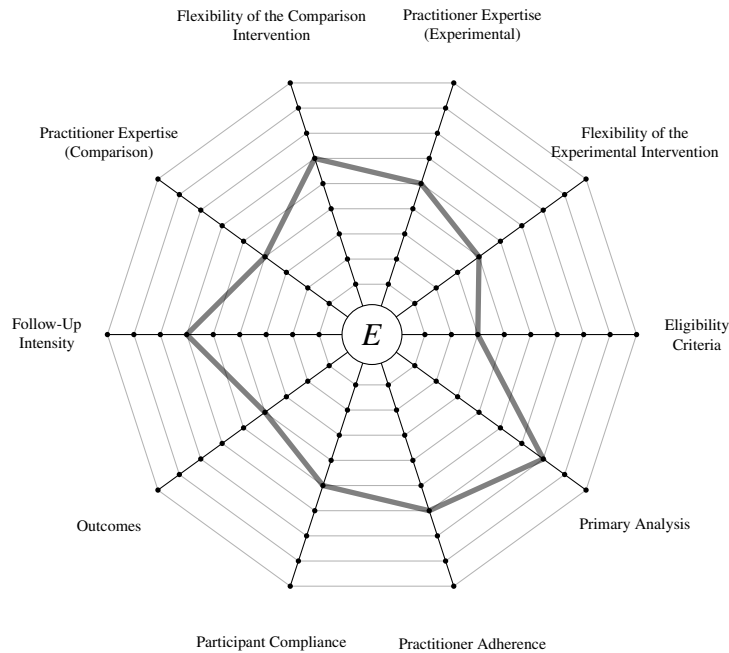 Flexibility of the Comparison
Intervention
Practitioner Expertise
(Experimental)
Practitioner Expertise
(Comparison)
Flexibility of the
Experimental Intervention
Follow-Up
Intensity
E
Eligibility
Criteria
Outcomes
Primary Analysis
Participant Compliance
Practitioner Adherence